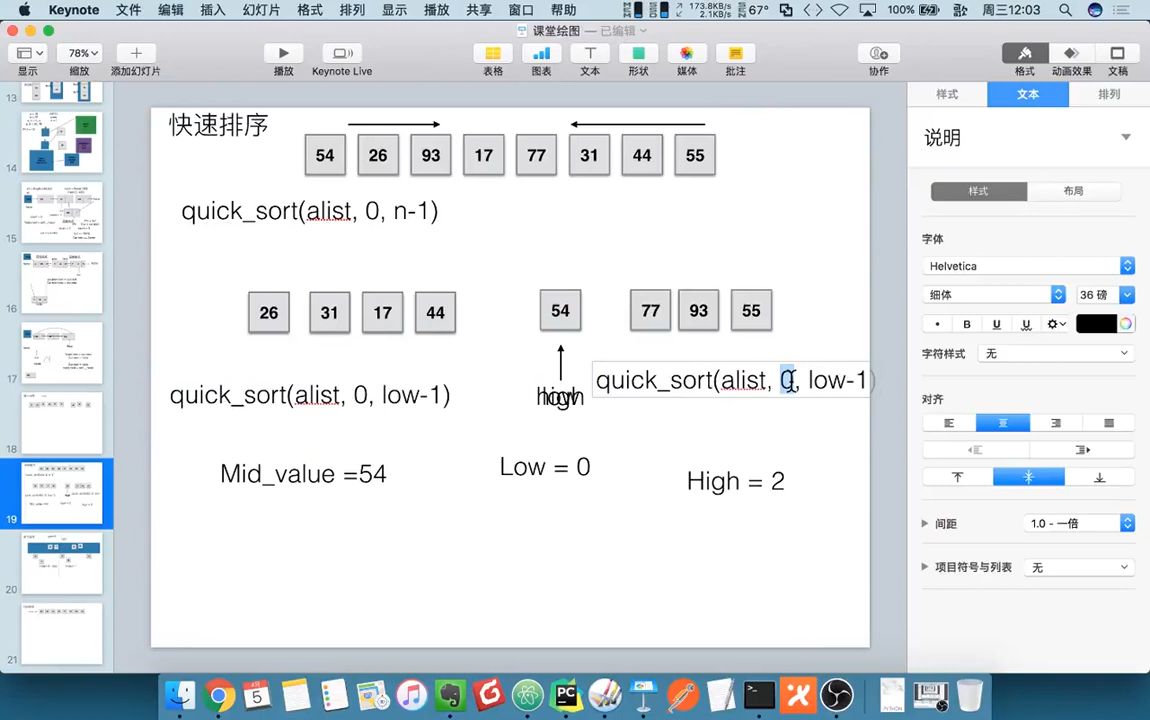 Keynote 文件 编辑 插入 幻灯片 格式 排列 显示 播放 共享 窗口 帮助 173.8KB/s 2.1KB/s 67° 100% 周三12:03
课堂绘图 — 已编辑
78%
显示 缩放 添加幻灯片 播放 Keynote Live 表格 图表 文本 形状 媒体 批注 协作 格式 动画效果 文稿
样式 文本 排列
说明
样式 布局
字体
Helvetica
细体 36 磅
B U U
字符样式 无
对齐
间距 1.0 - 一倍
项目符号与列表 无
13
14
15
16
17
18
19
20
21
快速排序
54 26 93 17 77 31 44 55
quick_sort(alist, 0, n-1)
26 31 17 44 54 77 93 55
quick_sort(alist, 0, low-1)
high
quick_sort(alist, 0, low-1)
Mid_value =54
Low = 0
High = 2